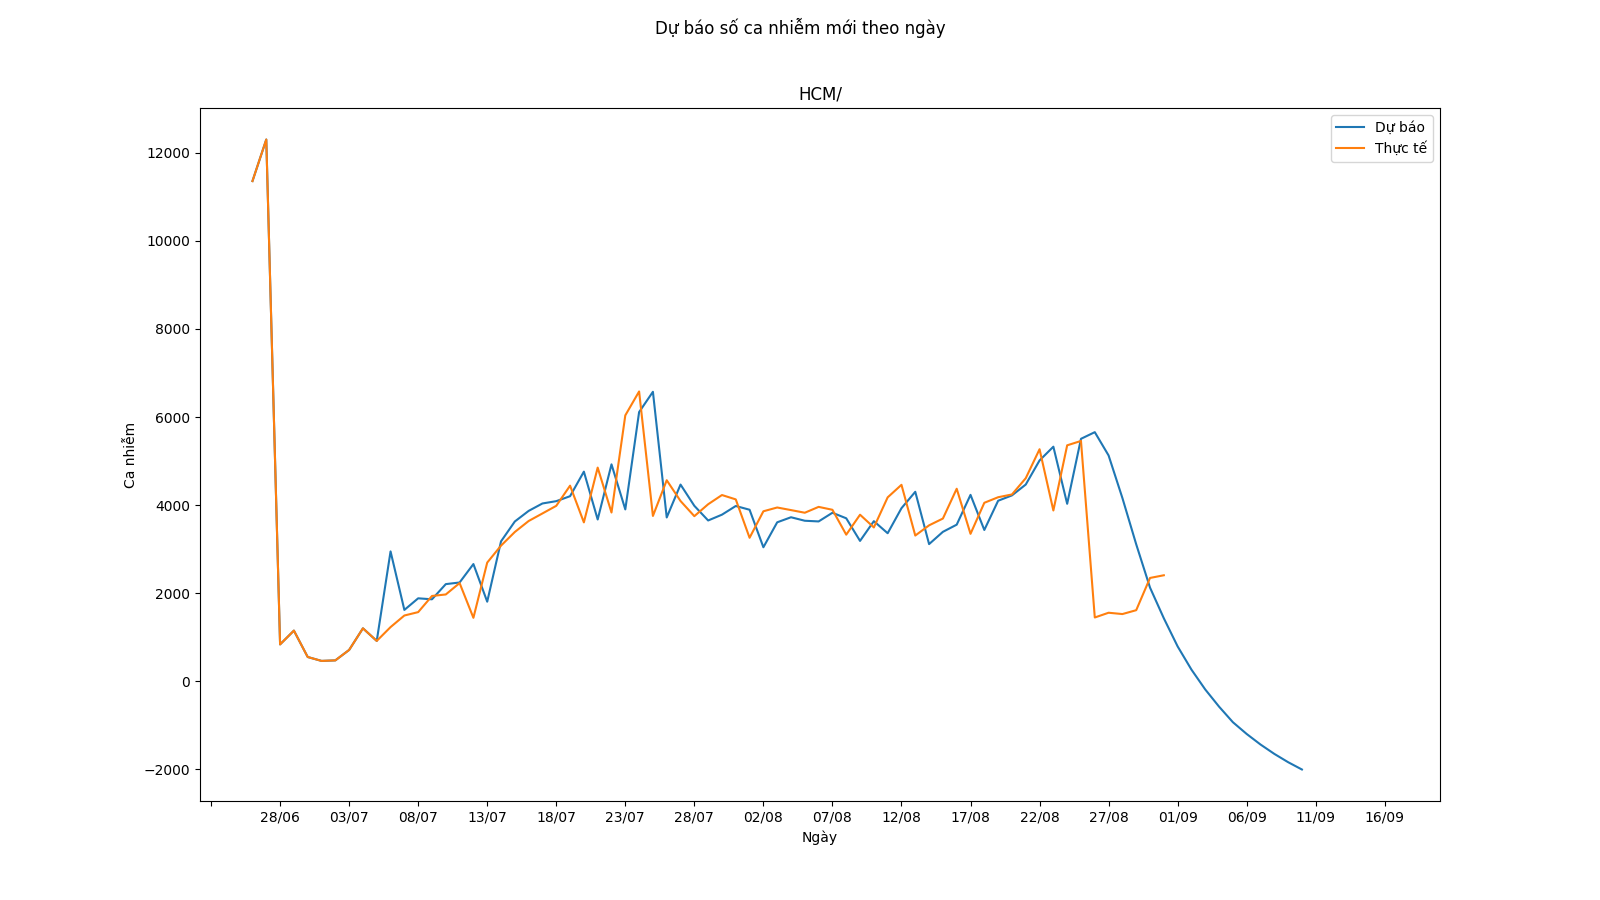 Dự báo số ca nhiễm mới theo ngày
HCM/
Dự báo
Thực tế
12000
10000
8000
6000
4000
2000
0
−2000
Ca nhiễm
28/06 03/07 08/07 13/07 18/07 23/07 28/07 02/08 07/08 12/08 17/08 22/08 27/08 01/09 06/09 11/09 16/09
Ngày